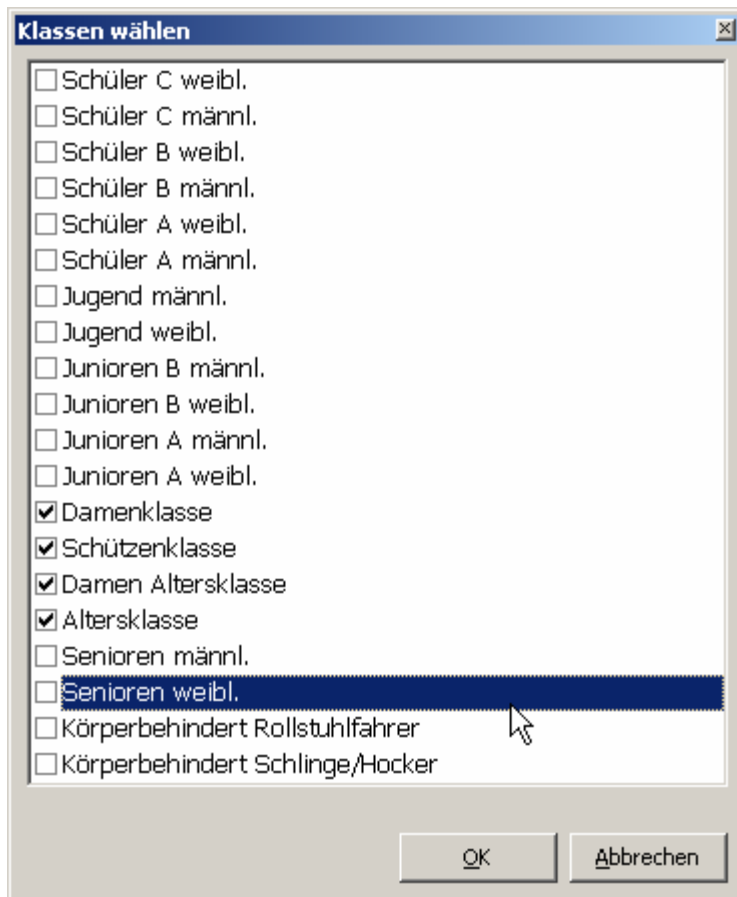 Klassen wählen
Schüler C weibl.
Schüler C männl.
Schüler B weibl.
Schüler B männl.
Schüler A weibl.
Schüler A männl.
Jugend männl.
Jugend weibl.
Junioren B männl.
Junioren B weibl.
Junioren A männl.
Junioren A weibl.
Damenklasse
Schützenklasse
Damen Altersklasse
Altersklasse
Senioren männl.
Senioren weibl.
Körperbehindert Rollstuhlfahrer
Körperbehindert Schlinge/Hocker
OK Abbrechen